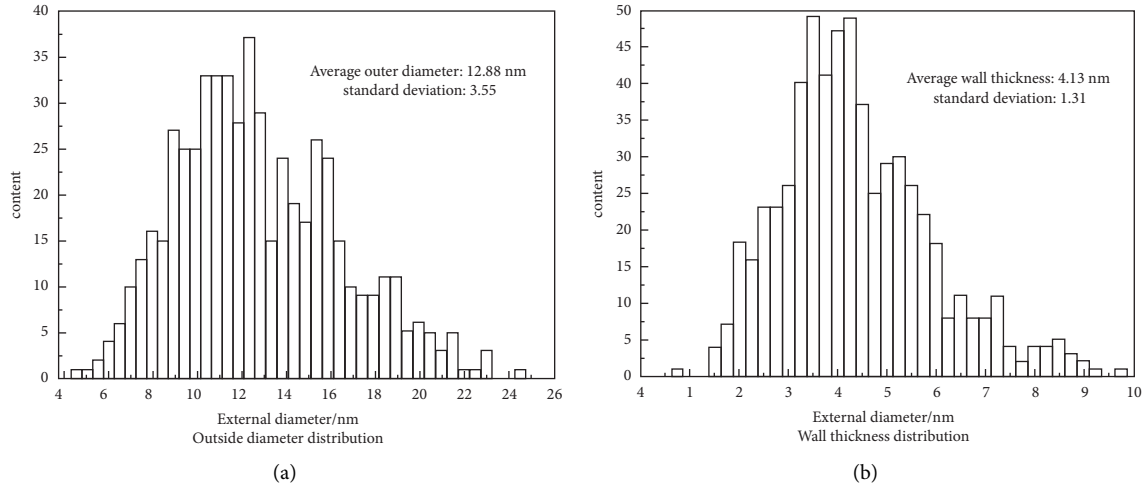 40
35
30
25
20
15
10
5
0
content
Average outer diameter: 12.88 nm
standard deviation: 3.55
4 6 8 10 12 14 16 18 20 22 24 26
External diameter/nm
Outside diameter distribution
(a)
50
45
40
35
30
25
20
15
10
5
0
content
Average wall thickness: 4.13 nm
standard deviation: 1.31
4 1 2 3 4 5 6 7 8 9 10
External diameter/nm
Wall thickness distribution
(b)